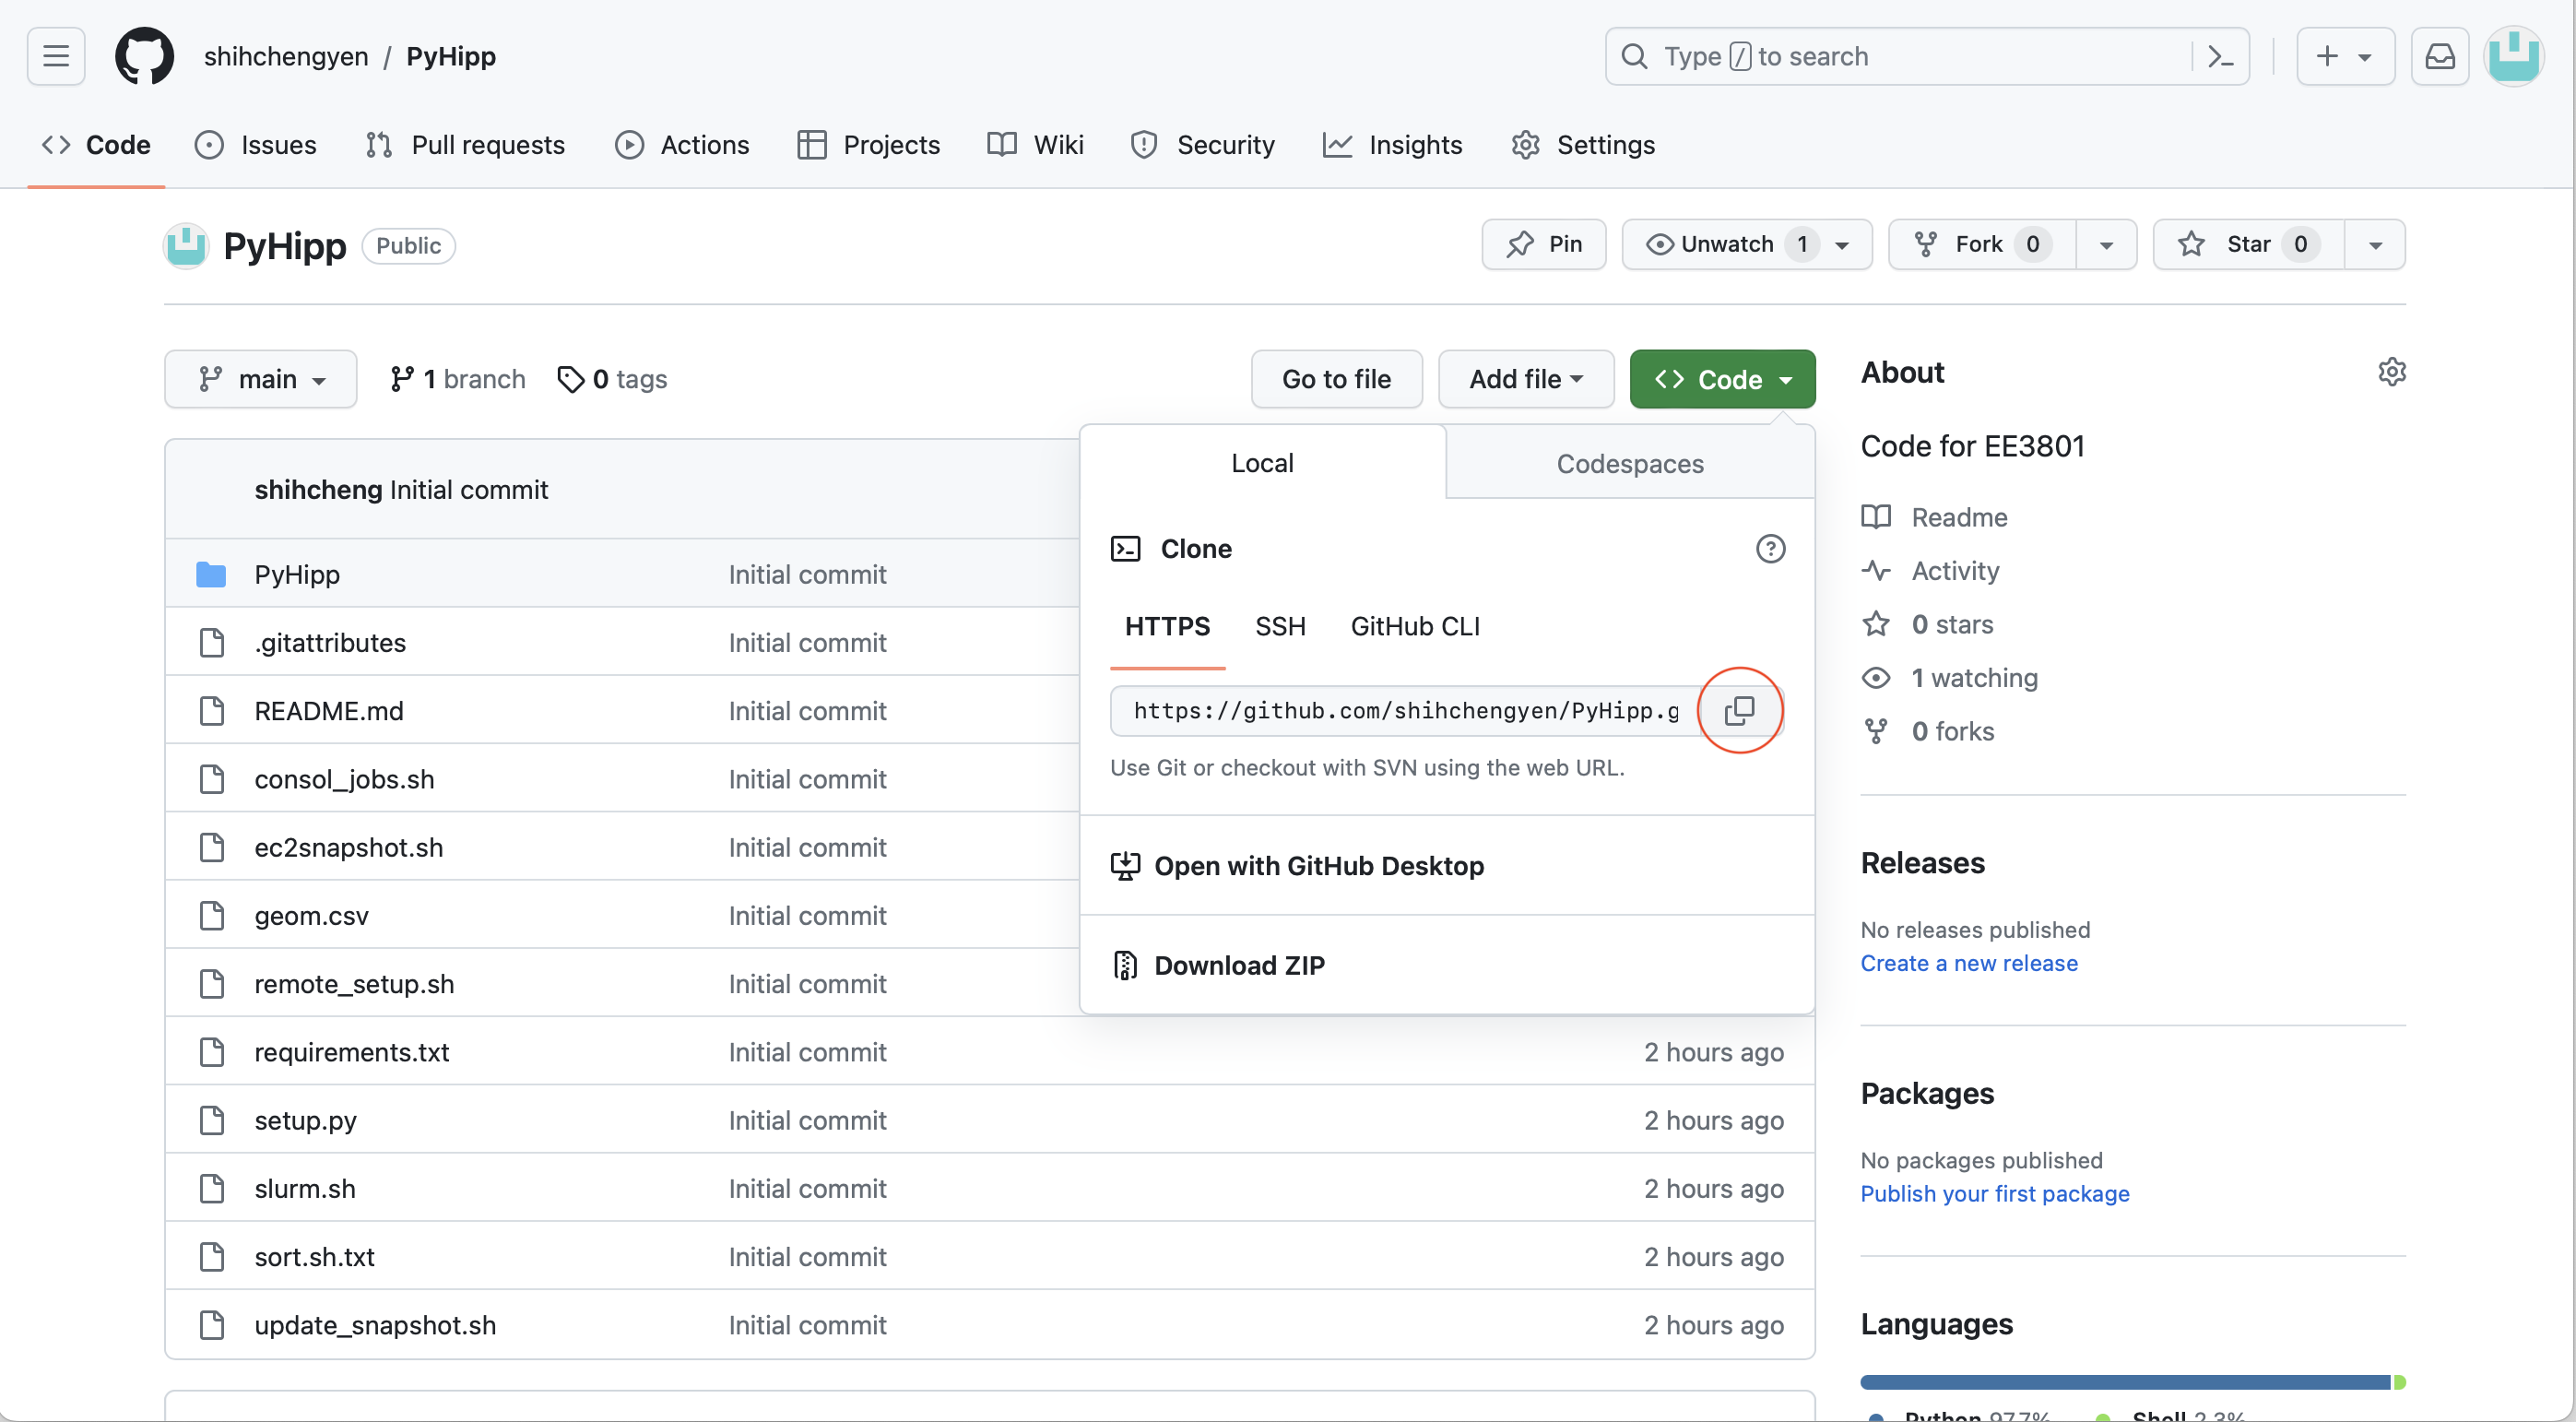 shihchengyen / PyHipp
Type / to search
Code Issues Pull requests Actions Projects Wiki Security Insights Settings
PyHipp Public
Pin Unwatch 1 Fork 0 Star 0
main 1 branch 0 tags
Go to file Add file Code
shihcheng Initial commit
PyHipp Initial commit
.gitattributes Initial commit
README.md Initial commit
consol_jobs.sh Initial commit
ec2snapshot.sh Initial commit
geom.csv Initial commit
remote_setup.sh Initial commit
requirements.txt Initial commit 2 hours ago
setup.py Initial commit 2 hours ago
slurm.sh Initial commit 2 hours ago
sort.sh.txt Initial commit 2 hours ago
update_snapshot.sh Initial commit 2 hours ago
Local Codespaces
Clone
HTTPS SSH GitHub CLI
https://github.com/shihchengyen/PyHipp.g
Use Git or checkout with SVN using the web URL.
Open with GitHub Desktop
Download ZIP
About
Code for EE3801
Readme
Activity
0 stars
1 watching
0 forks
Releases
No releases published
Create a new release
Packages
No packages published
Publish your first package
Languages
Python 97.7% Shell 2.3%